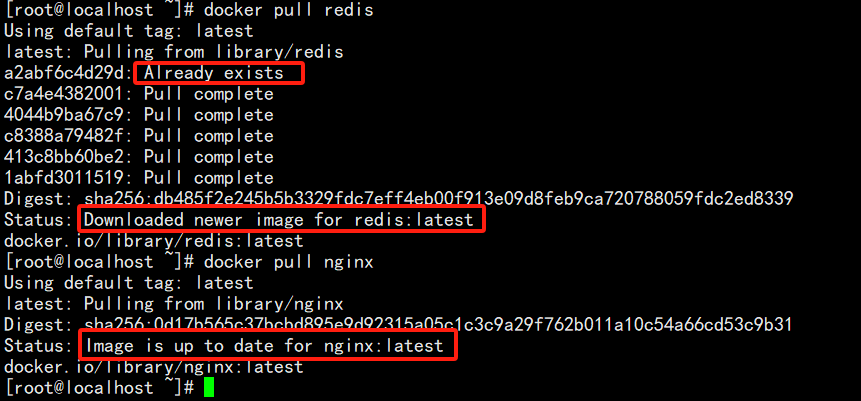 [root@localhost ~]# docker pull redis
Using default tag: latest
latest: Pulling from library/redis
a2abf6c4d29d: Already exists
c7a4e4382001: Pull complete
4044b9ba67c9: Pull complete
c8388a79482f: Pull complete
413c8bb60be2: Pull complete
1abfd3011519: Pull complete
Digest: sha256:db485f2e245b5b3329fdc7eff4eb00f913e09d8feb9ca720788059fdc2ed8339
Status: Downloaded newer image for redis:latest
docker.io/library/redis:latest
[root@localhost ~]# docker pull nginx
Using default tag: latest
latest: Pulling from library/nginx
Digest: sha256:0d17b565c37bcbd895e9d92315a05c1c3c9a29f762b011a10c54a66cd53c9b31
Status: Image is up to date for nginx:latest
docker.io/library/nginx:latest
[root@localhost ~]#